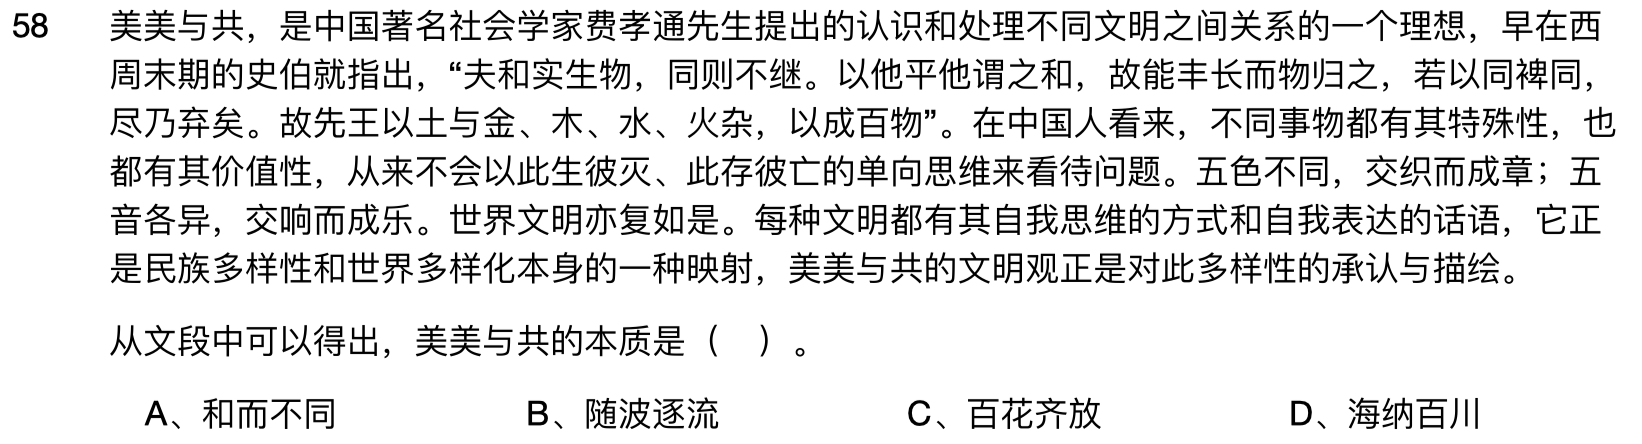 58 美美与共，是中国著名社会学家费孝通先生提出的认识和处理不同文明之间关系的一个理想，早在西
周末期的史伯就指出，“夫和实生物，同则不继。以他平他谓之和，故能丰长而物归之，若以同裨同，
尽乃弃矣。故先王以土与金、木、水、火杂，以成百物”。在中国人看来，不同事物都有其特殊性，也
都有其价值性，从来不会以此生彼灭、此存彼亡的单向思维来看待问题。五色不同，交织而成章；五
音各异，交响而成乐。世界文明亦复如是。每种文明都有其自我思维的方式和自我表达的话语，它正
是民族多样性和世界多样化本身的一种映射，美美与共的文明观正是对此多样性的承认与描绘。
从文段中可以得出，美美与共的本质是（ ）。
A、和而不同 B、随波逐流 C、百花齐放 D、海纳百川